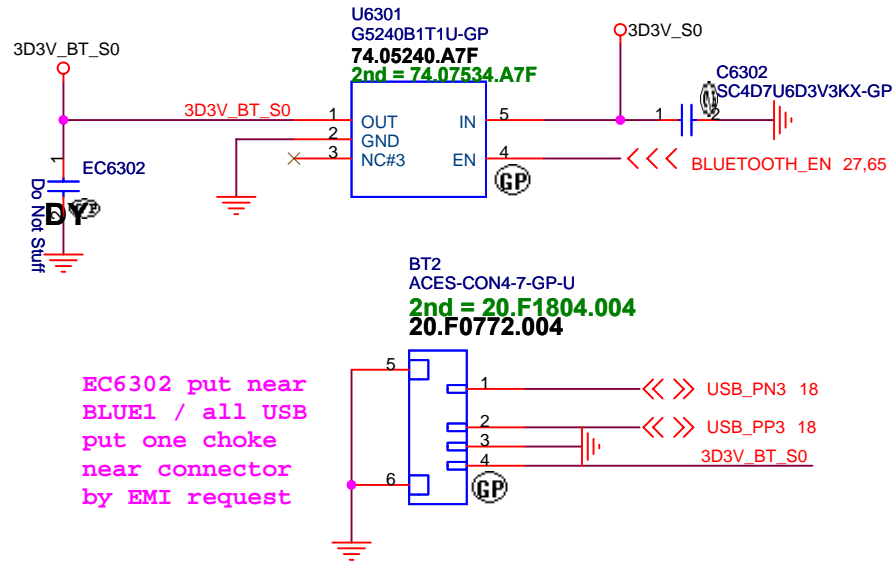 U6301
G5240B1T1U-GP
74.05240.A7F
2nd = 74.07534.A7F
3D3V_BT_S0
3D3V_S0
C6302
SC4D7U6D3V3KX-GP
3D3V_BT_S0
1 OUT IN 5
2 GND
3 NC#3 EN 4
1 2
BLUETOOTH_EN 27,65
GP
1
EC6302
DY
2
Do Not Stuff
BT2
ACES-CON4-7-GP-U
2nd = 20.F1804.004
20.F0772.004
5
1 USB_PN3 18
2 USB_PP3 18
3
4 3D3V_BT_S0
6
GP
EC6302 put near
BLUE1 / all USB
put one choke
near connector
by EMI request